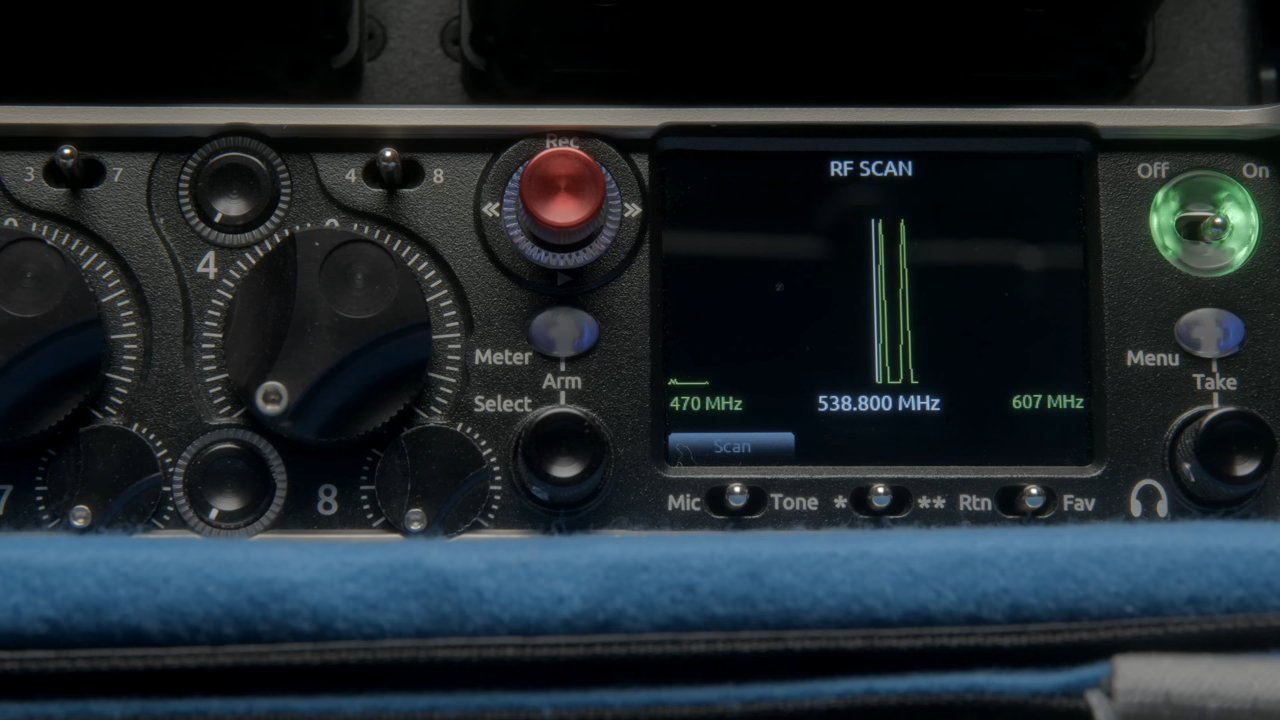 Rec
RF SCAN
Off On
3 7
4 8
4
Meter
Arm
Select
470 MHz 538.800 MHz 607 MHz
Scan
Menu
Take
7
8
Mic Tone * ** Rtn Fav